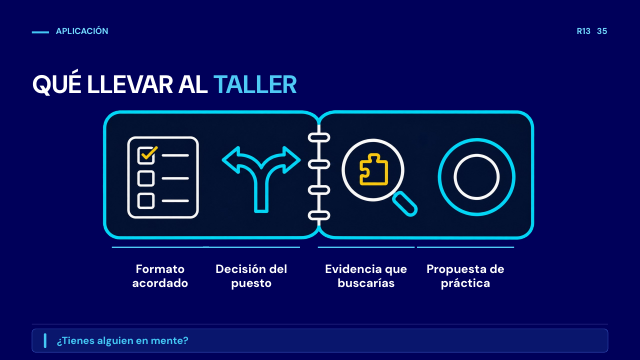 APLICACIÓN
R13 35
QUÉ LLEVAR AL TALLER
Formato
acordado
Decisión del
puesto
Evidencia que
buscarías
Propuesta de
práctica
¿Tienes alguien en mente?